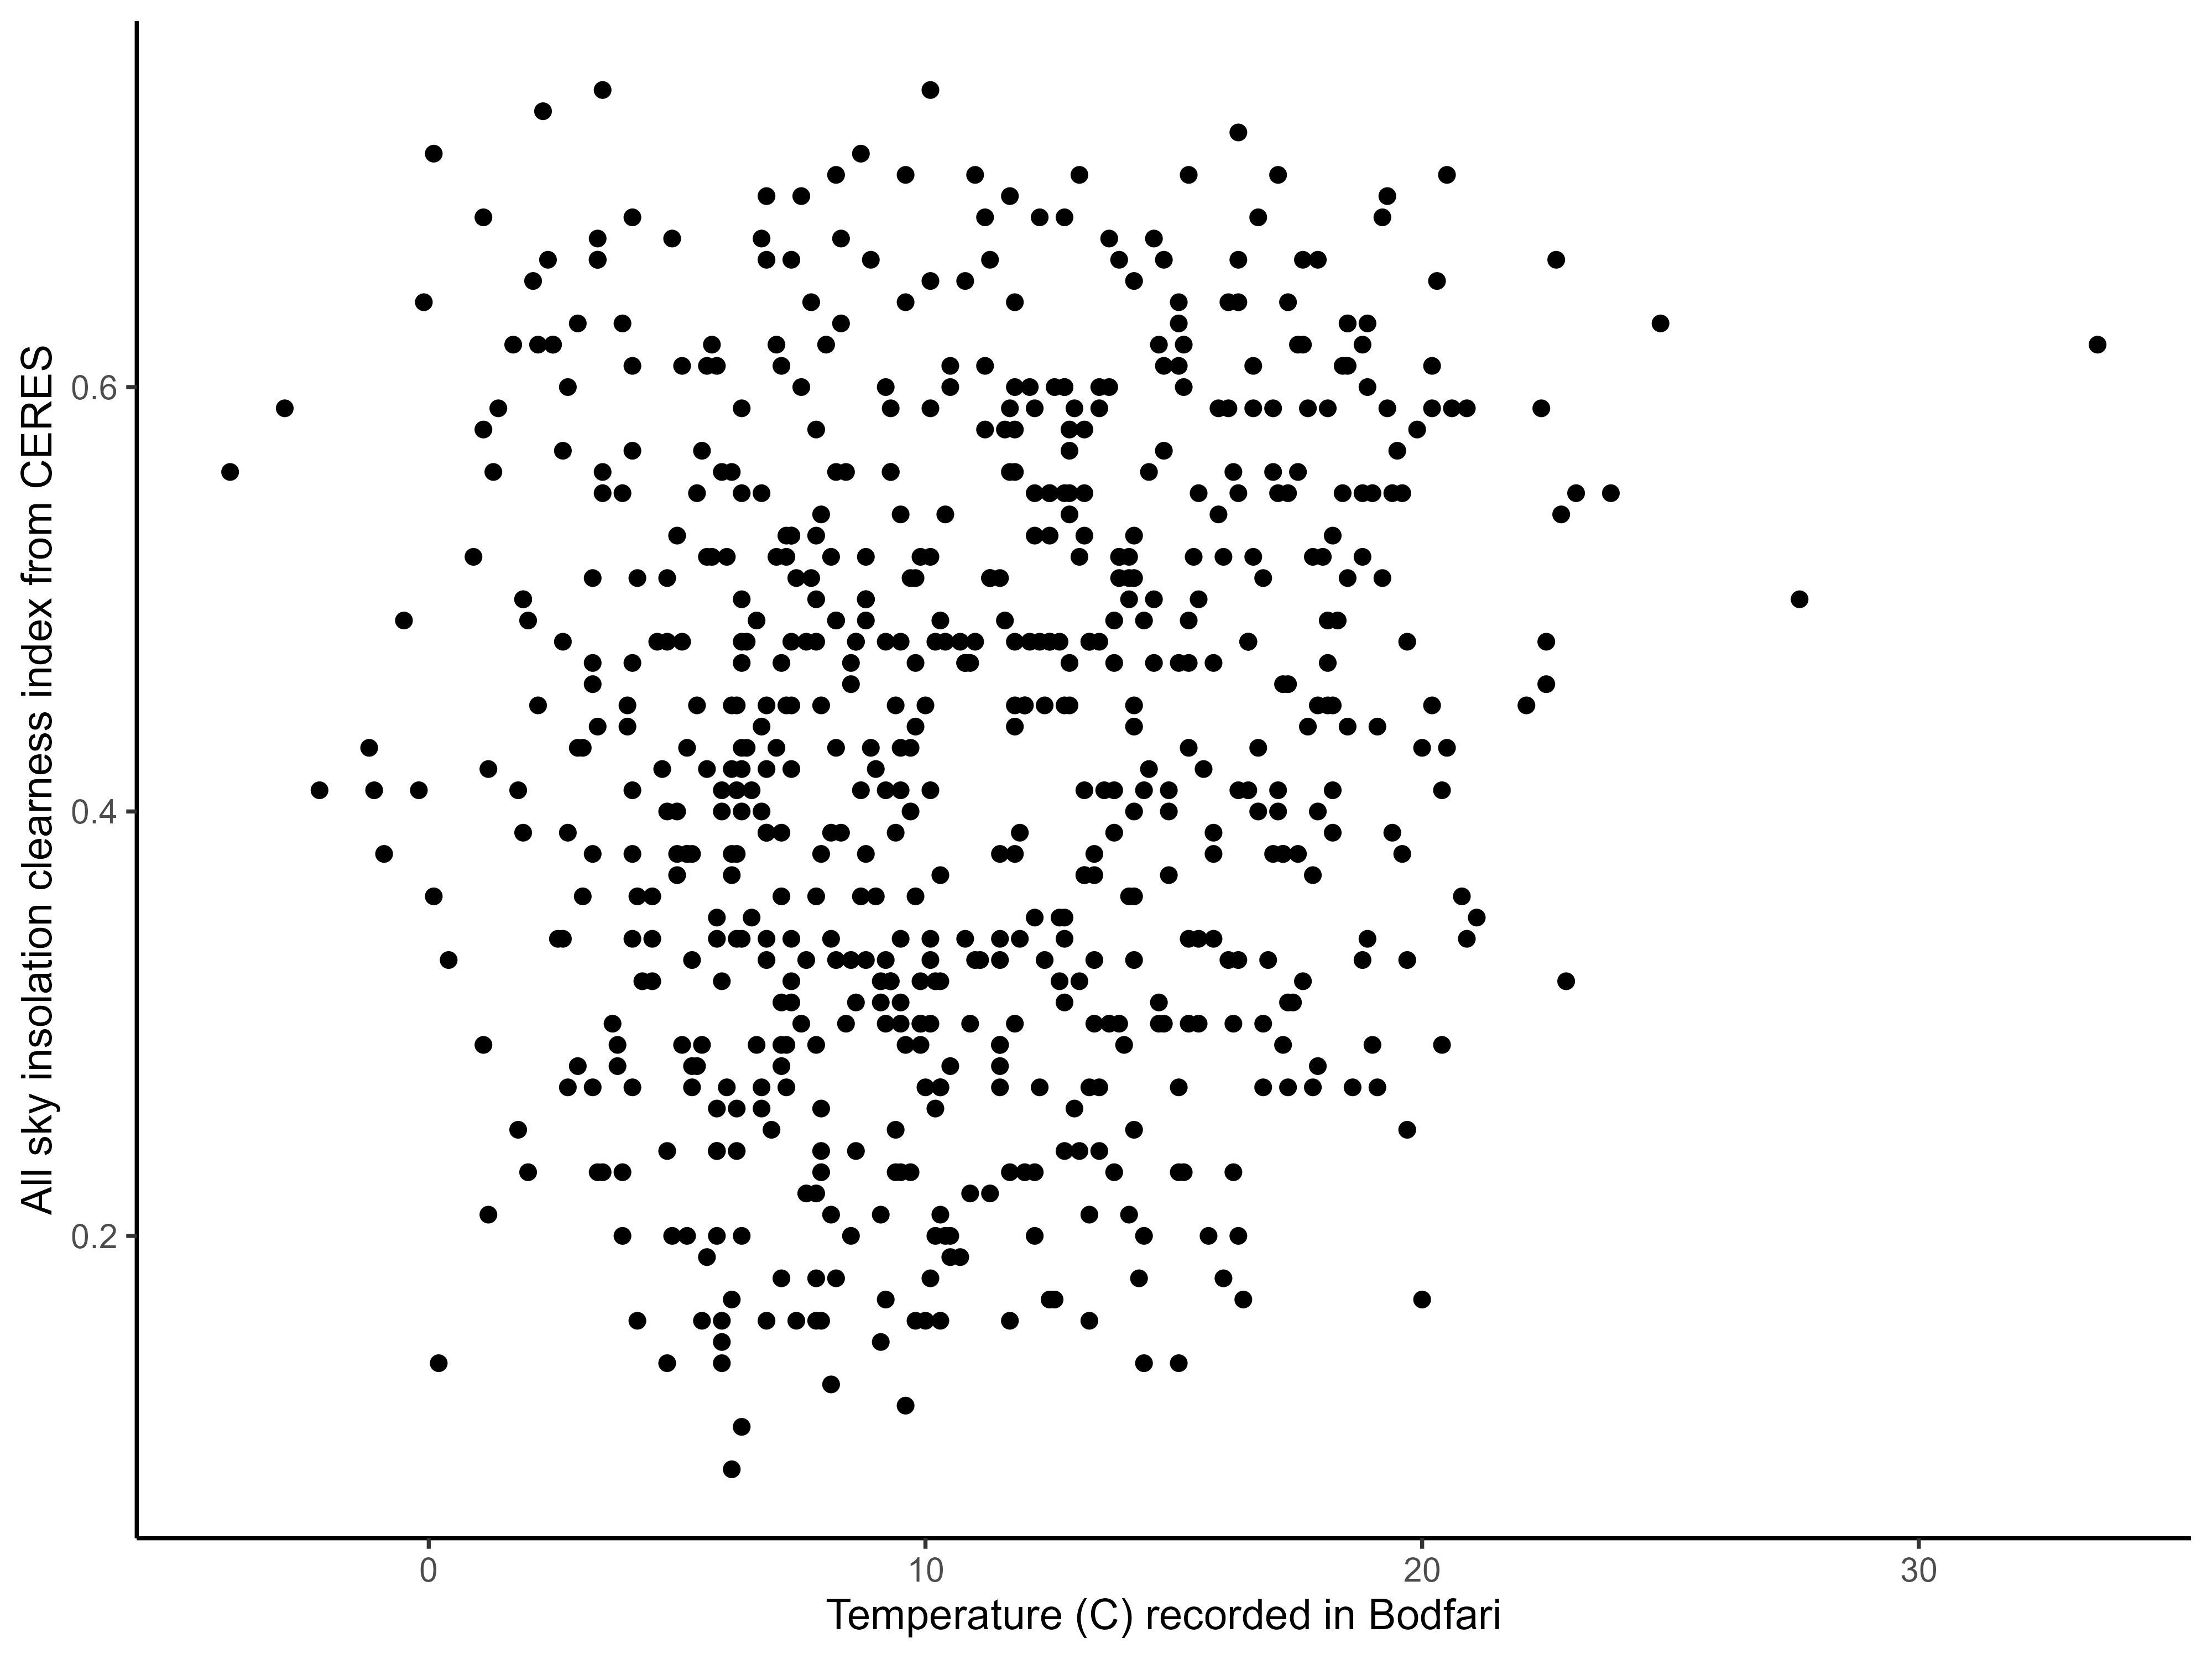 All sky insolation clearness index from CERES
0.6
0.4
0.2
0 10 20 30
Temperature (C) recorded in Bodfari